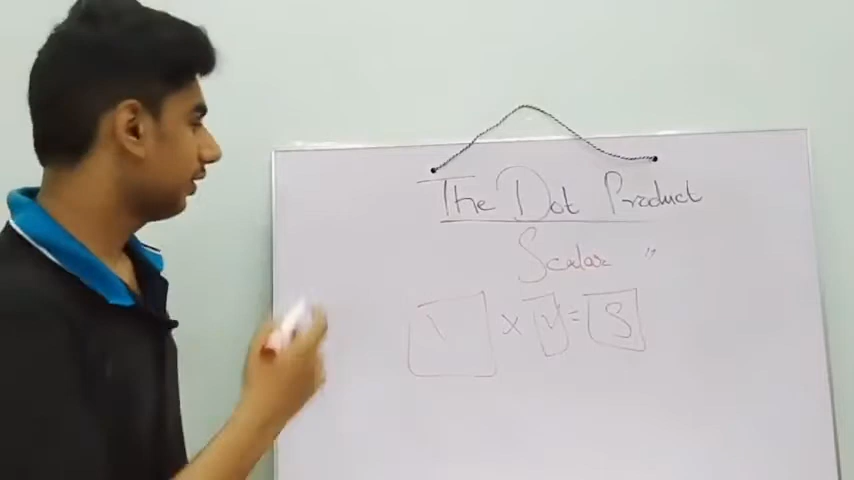 The Dot Product
Scalar "
V x V = S